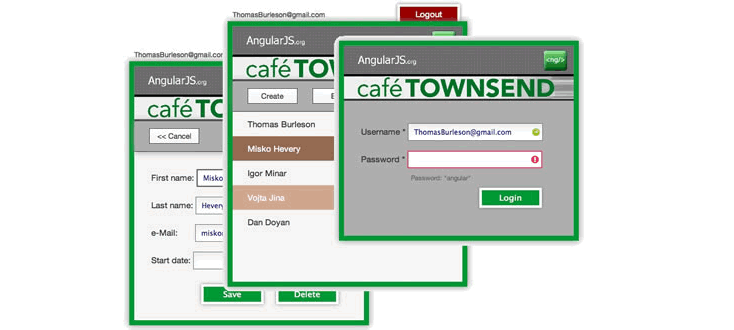 ThomasBurleson@gmail.com
Logout
ThomasBurleson@gmail.com
AngularJS.org
café TOWNSEND
<< Cancel
First name: Misko
Last name: Hevery
e-Mail: misko
Start date:
Save Delete
AngularJS.org
café TOW
Create E
Thomas Burleson
Misko Hevery
Igor Minar
Vojta Jina
Dan Doyan
AngularJS.org
<ng/>
café TOWNSEND
Username * ThomasBurleson@gmail.com
Password *
Password: "angular"
Login